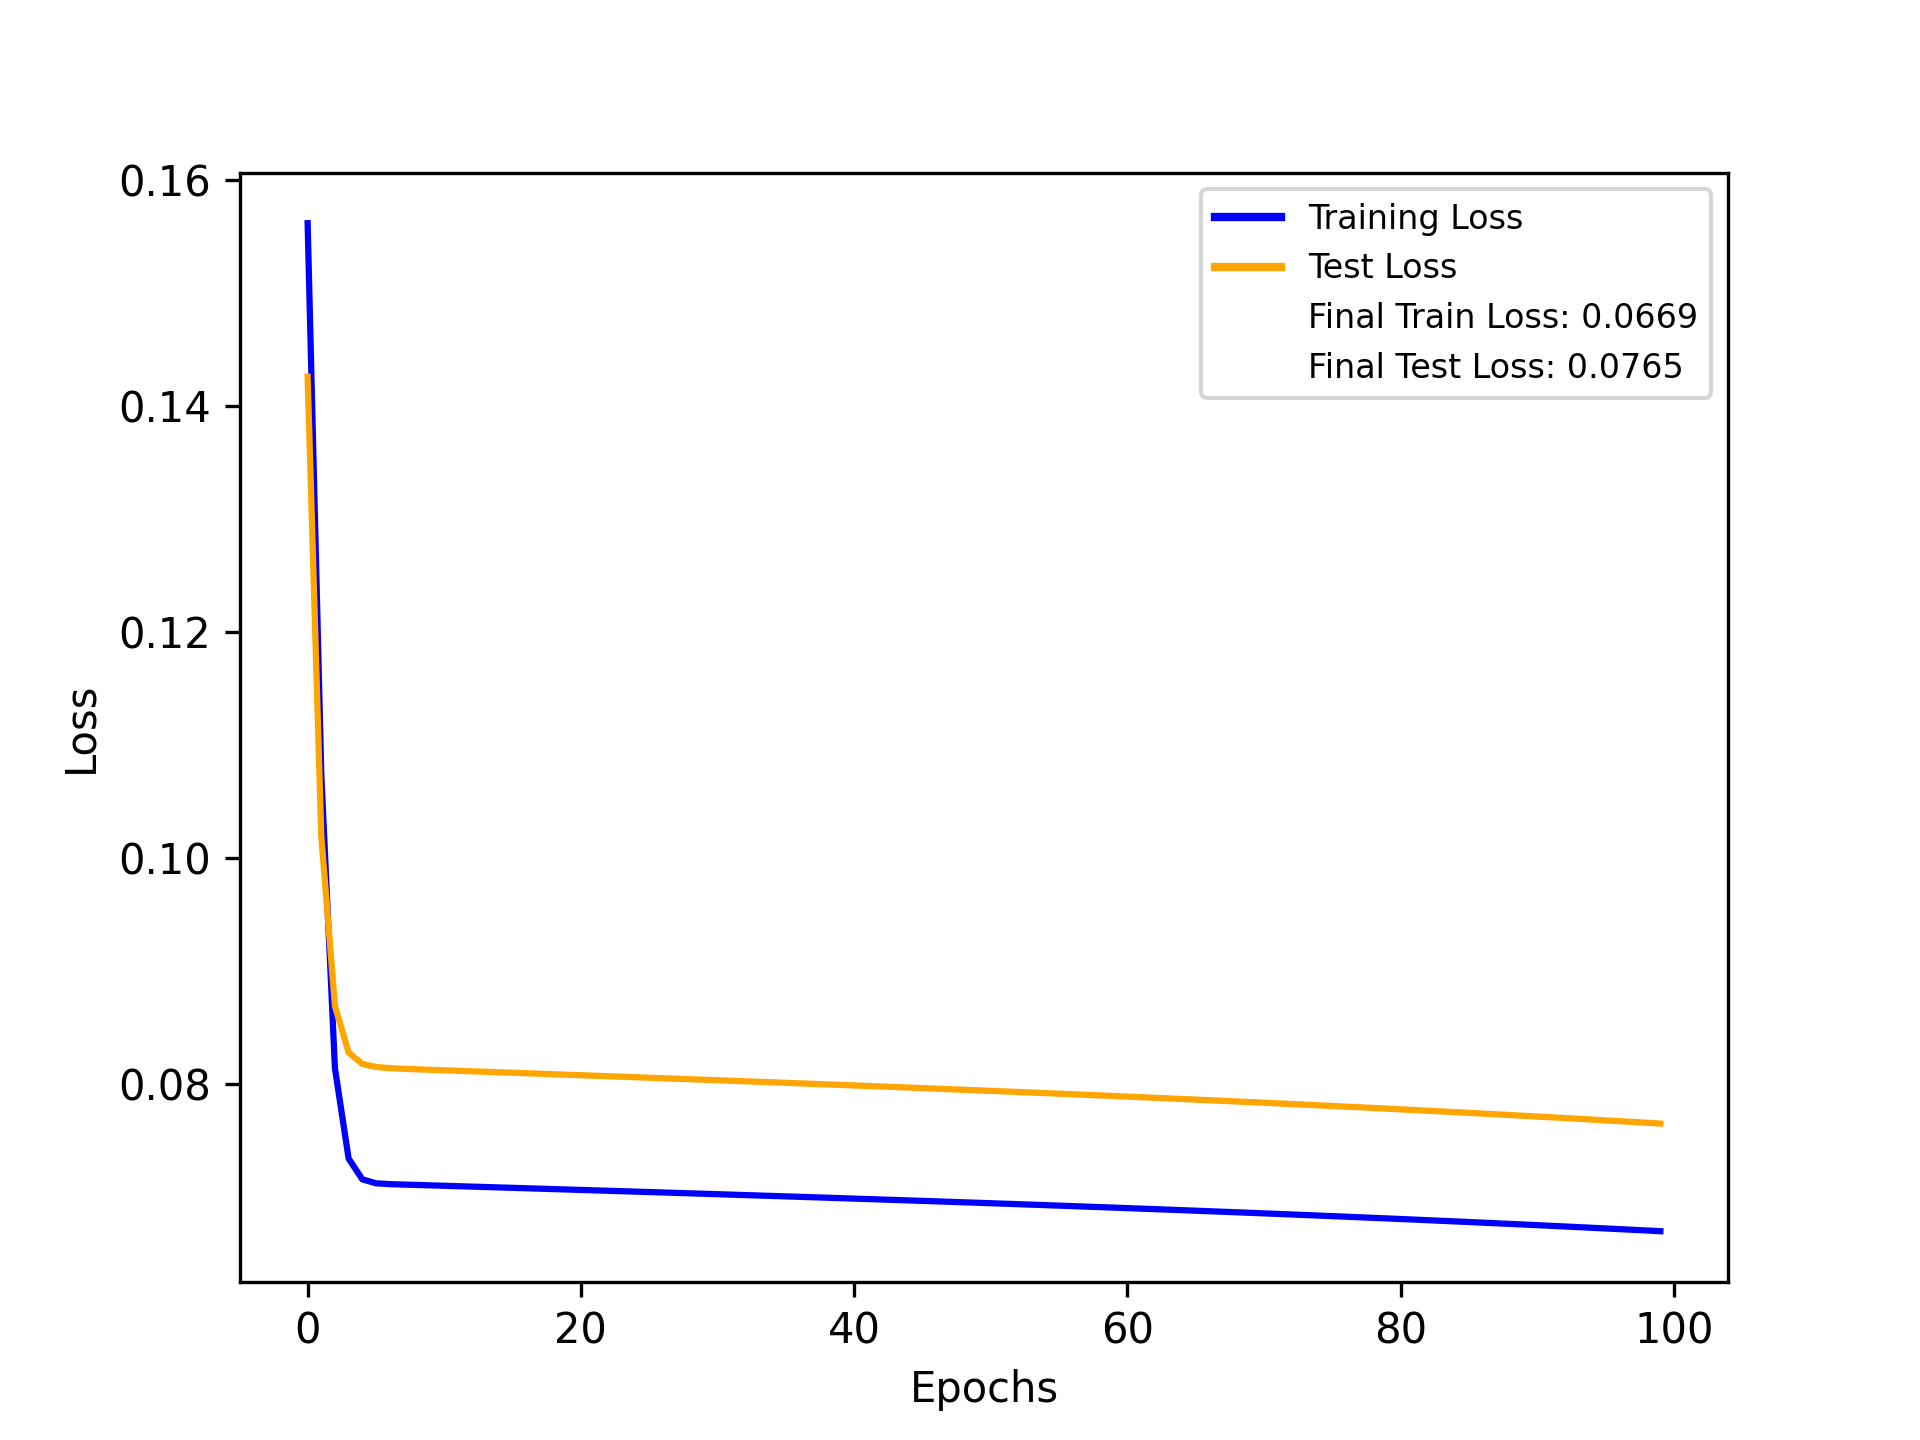 0.16
0.14
0.12
0.10
0.08
Loss
Training Loss
Test Loss
Final Train Loss: 0.0669
Final Test Loss: 0.0765
0 20 40 60 80 100
Epochs